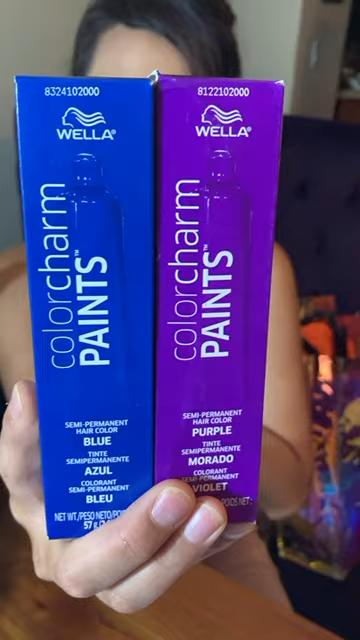 8324102000
WELLA®
colorcharm
PAINTS™
SEMI-PERMANENT
HAIR COLOR
BLUE
TINTE
SEMIPERMANENTE
AZUL
COLORANT
SEMI-PERMANENT
BLEU
NET WT./PESO NETO/
57 g
8122102000
WELLA®
colorcharm
PAINTS™
SEMI-PERMANENT
HAIR COLOR
PURPLE
TINTE
SEMIPERMANENTE
MORADO
COLORANT
SEMI-PERMANENT
VIOLET
POIDS NET